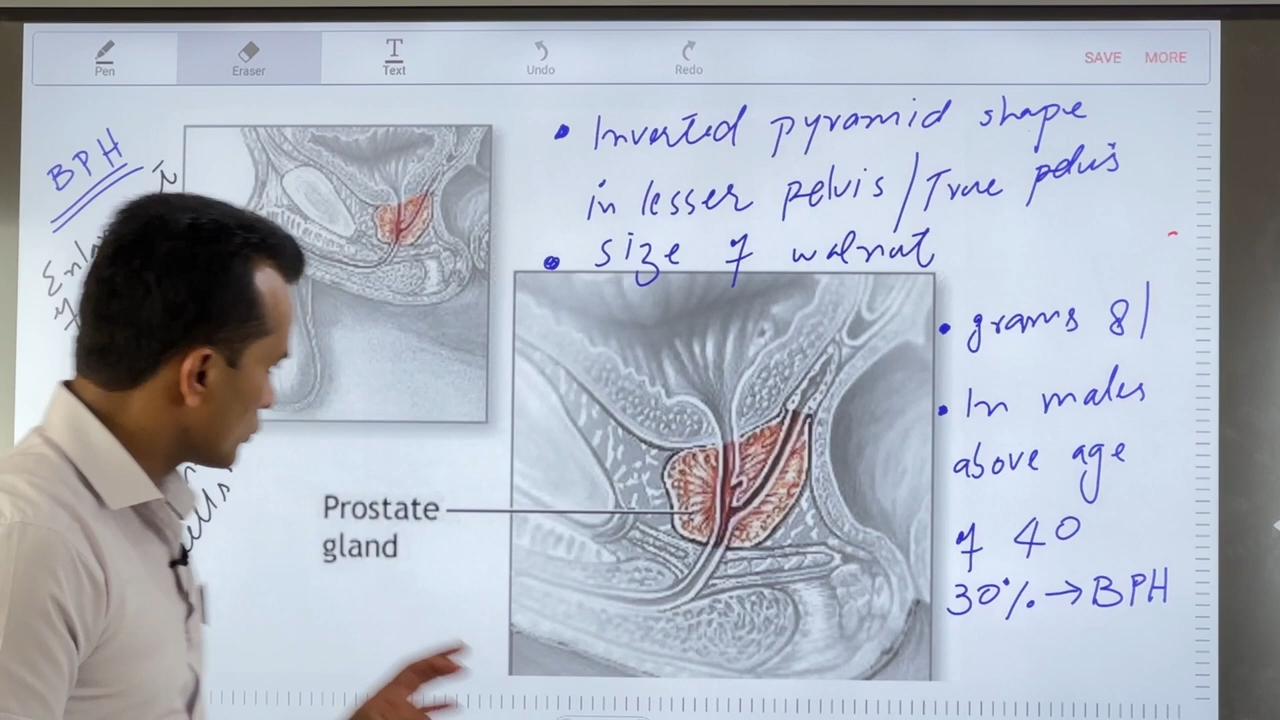 Pen
Eraser
Text
Undo
Redo
SAVE MORE
BPH
• Inverted pyramid shape
in lesser pelvis / True pelvis
• size of walnut
Prostate
gland
• grams 8
• In males
above age
of 40
30% → BPH